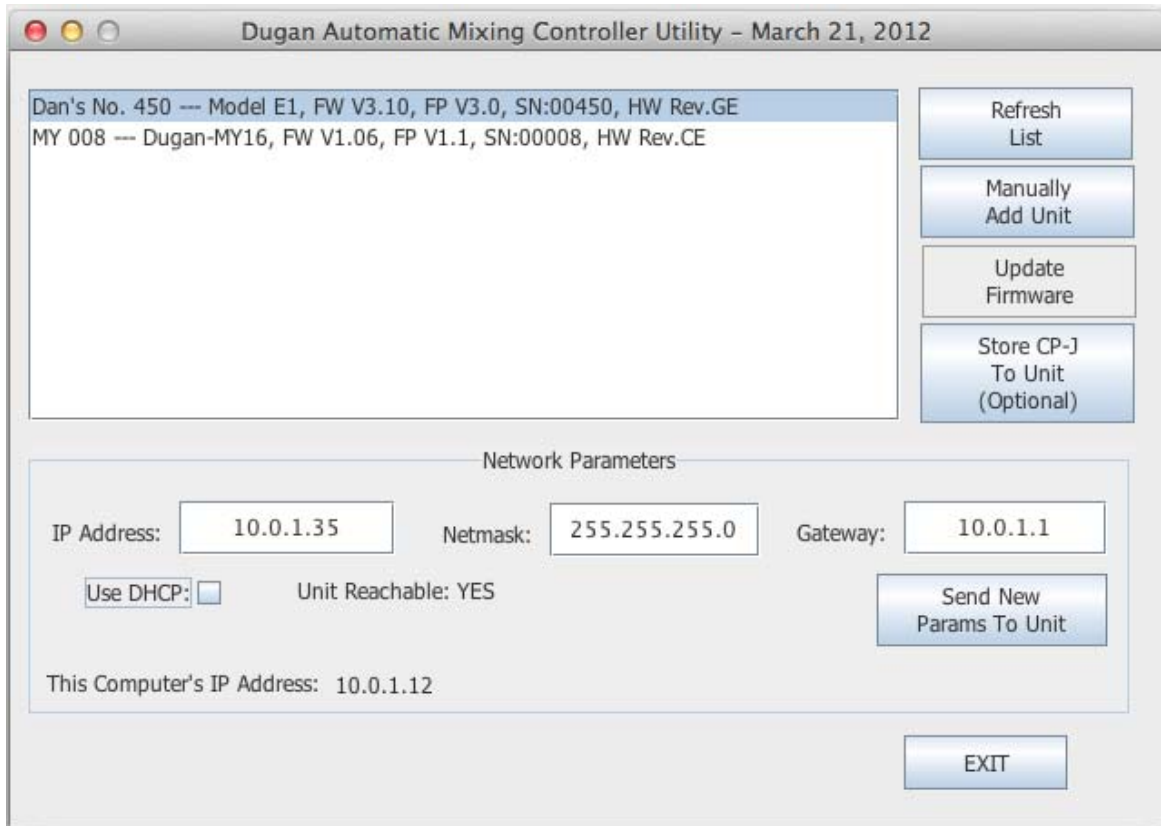 Dugan Automatic Mixing Controller Utility – March 21, 2012
Dan's No. 450 --- Model E1, FW V3.10, FP V3.0, SN:00450, HW Rev.GE
MY 008 --- Dugan-MY16, FW V1.06, FP V1.1, SN:00008, HW Rev.CE
Refresh
List
Manually
Add Unit
Update
Firmware
Store CP-J
To Unit
(Optional)
Network Parameters
IP Address: 10.0.1.35 Netmask: 255.255.255.0 Gateway: 10.0.1.1
Use DHCP: Unit Reachable: YES
Send New
Params To Unit
This Computer's IP Address: 10.0.1.12
EXIT